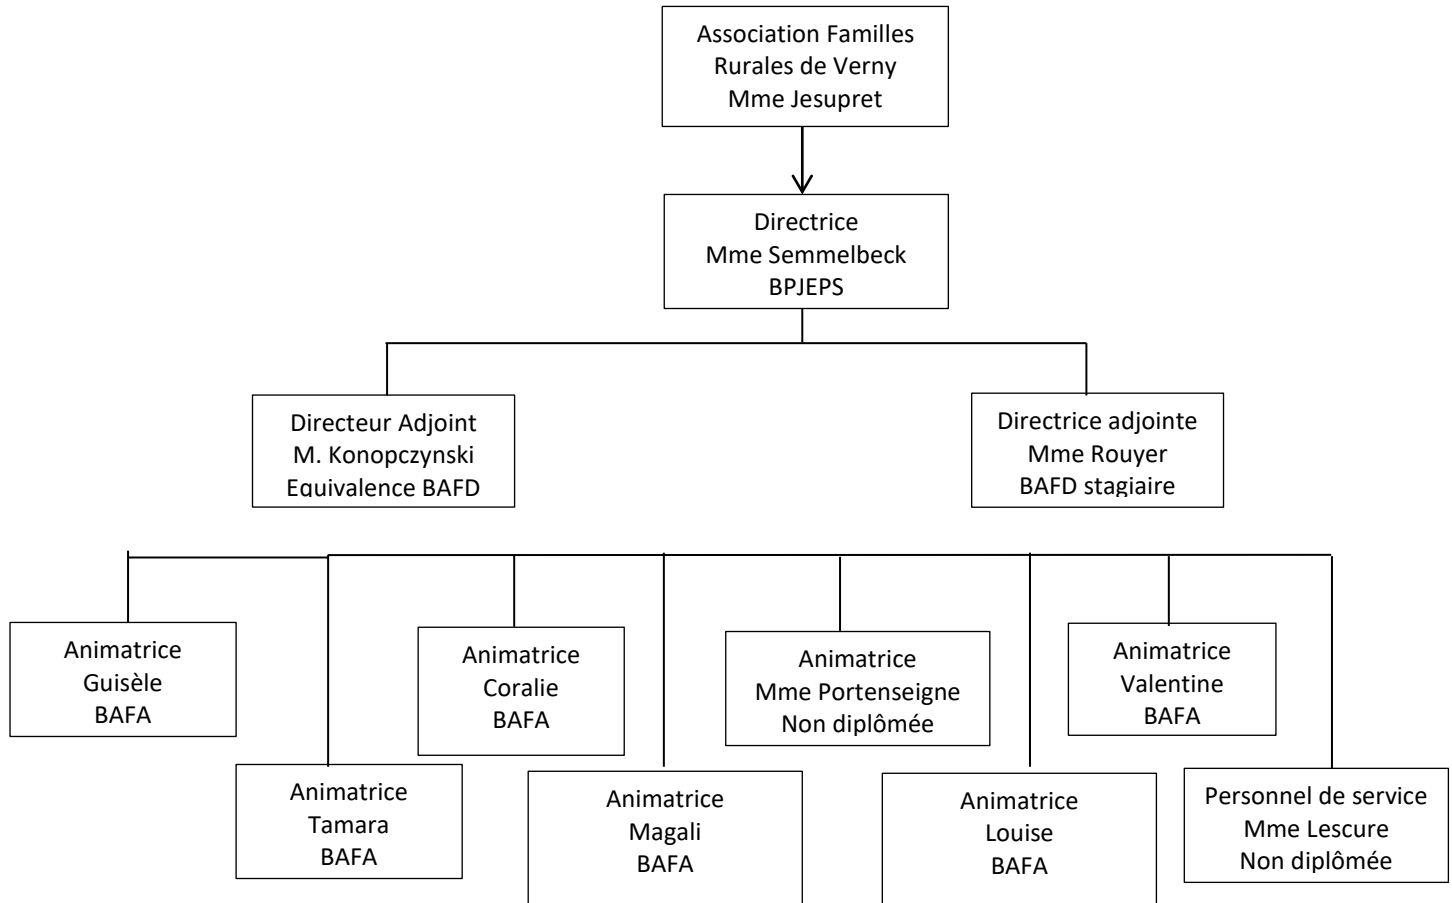 Association Familles
Rurales de Verny
Mme Jesupret
Directrice
Mme Semmelbeck
BPJEPS
Directeur Adjoint
M. Konopczynski
Equivalence BAFD
Directrice adjointe
Mme Rouyer
BAFD stagiaire
Animatrice
Guisèle
BAFA
Animatrice
Coralie
BAFA
Animatrice
Mme Portenseigne
Non diplômée
Animatrice
Valentine
BAFA
Animatrice
Tamara
BAFA
Animatrice
Magali
BAFA
Animatrice
Louise
BAFA
Personnel de service
Mme Lescure
Non diplômée